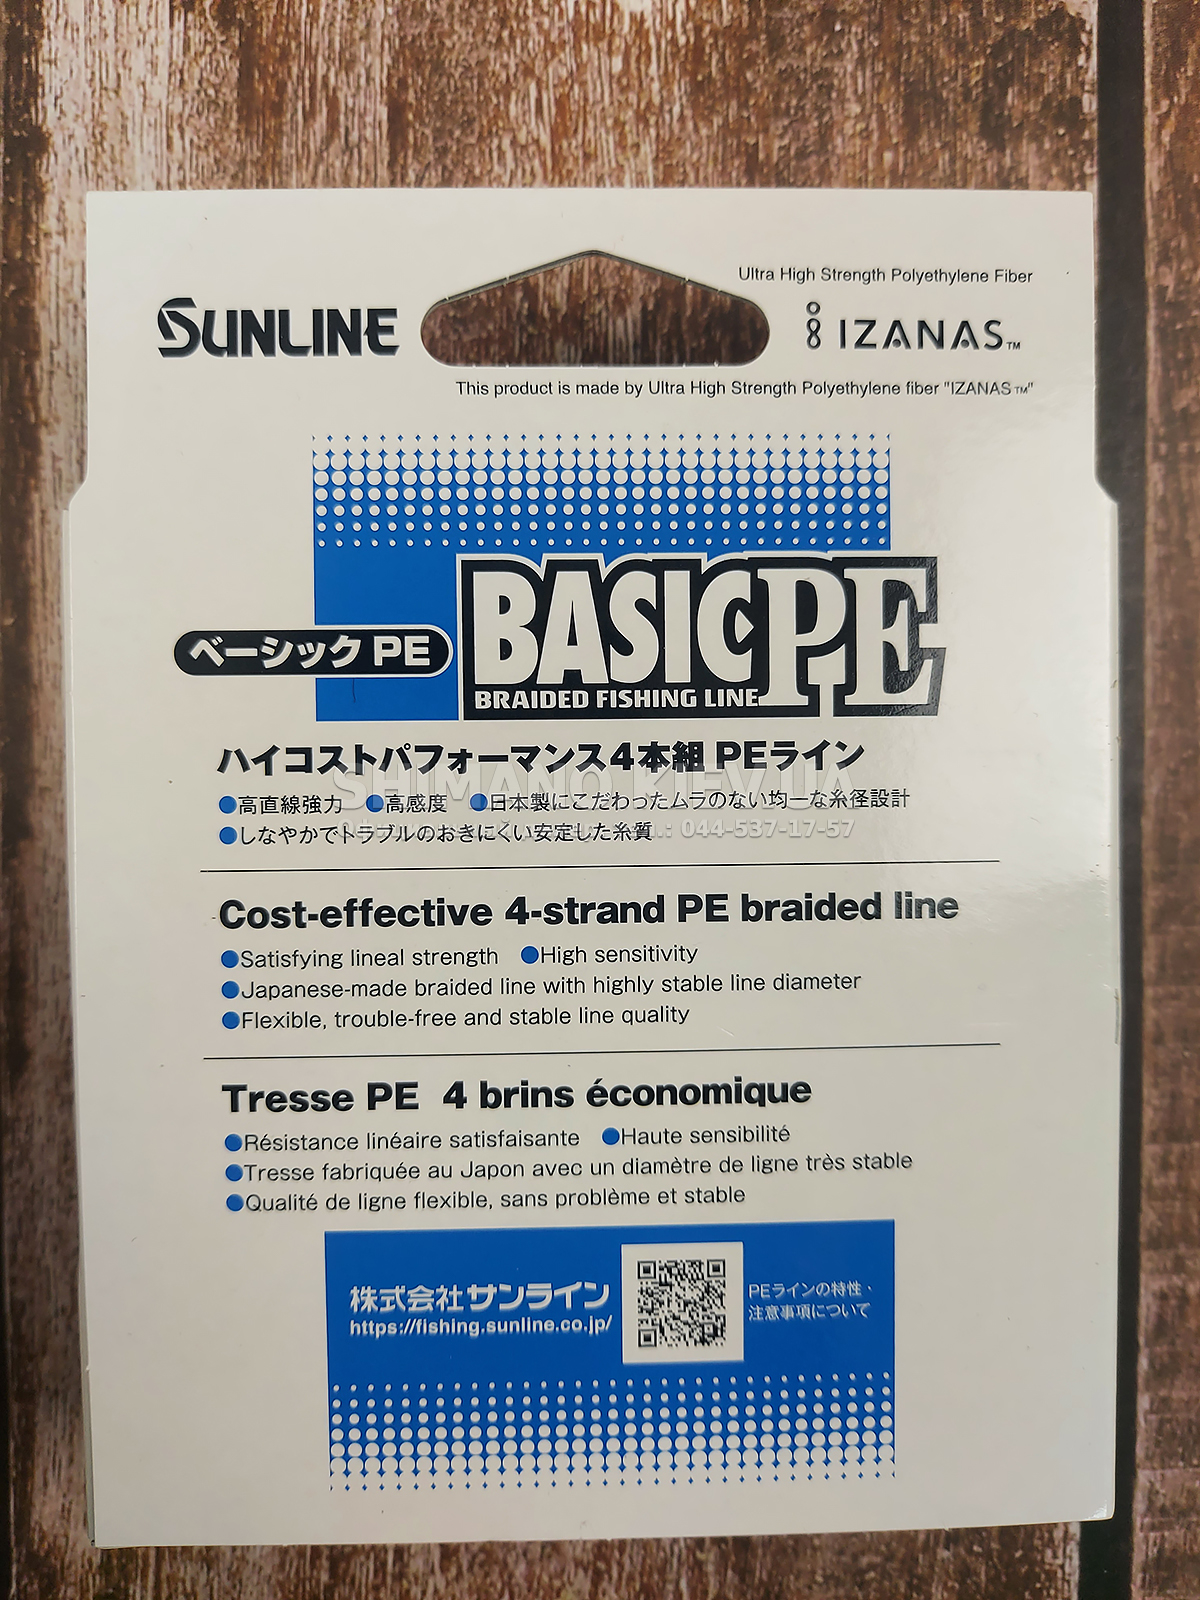 Ultra High Strength Polyethylene Fiber
SUNLINE
IZANAS™
This product is made by Ultra High Strength Polyethylene fiber "IZANAS™"
ベーシック PE
BASIC PE
BRAIDED FISHING LINE
ハイコストパフォーマンス4本組 PEライン
SHIMANO.KIEV.UA
●高直線強力 ●高感度 ●日本製にこだわったムラのない均一な糸径設計
●しなやかでトラブルのおきにくい安定した糸質
.: 044-537-17-57
Cost-effective 4-strand PE braided line
●Satisfying lineal strength ●High sensitivity
●Japanese-made braided line with highly stable line diameter
●Flexible, trouble-free and stable line quality
Tresse PE 4 brins économique
●Résistance linéaire satisfaisante ●Haute sensibilité
●Tresse fabriquée au Japon avec un diamètre de ligne très stable
●Qualité de ligne flexible, sans problème et stable
株式会社サンライン
https://fishing.sunline.co.jp/
PEラインの特性・
注意事項について